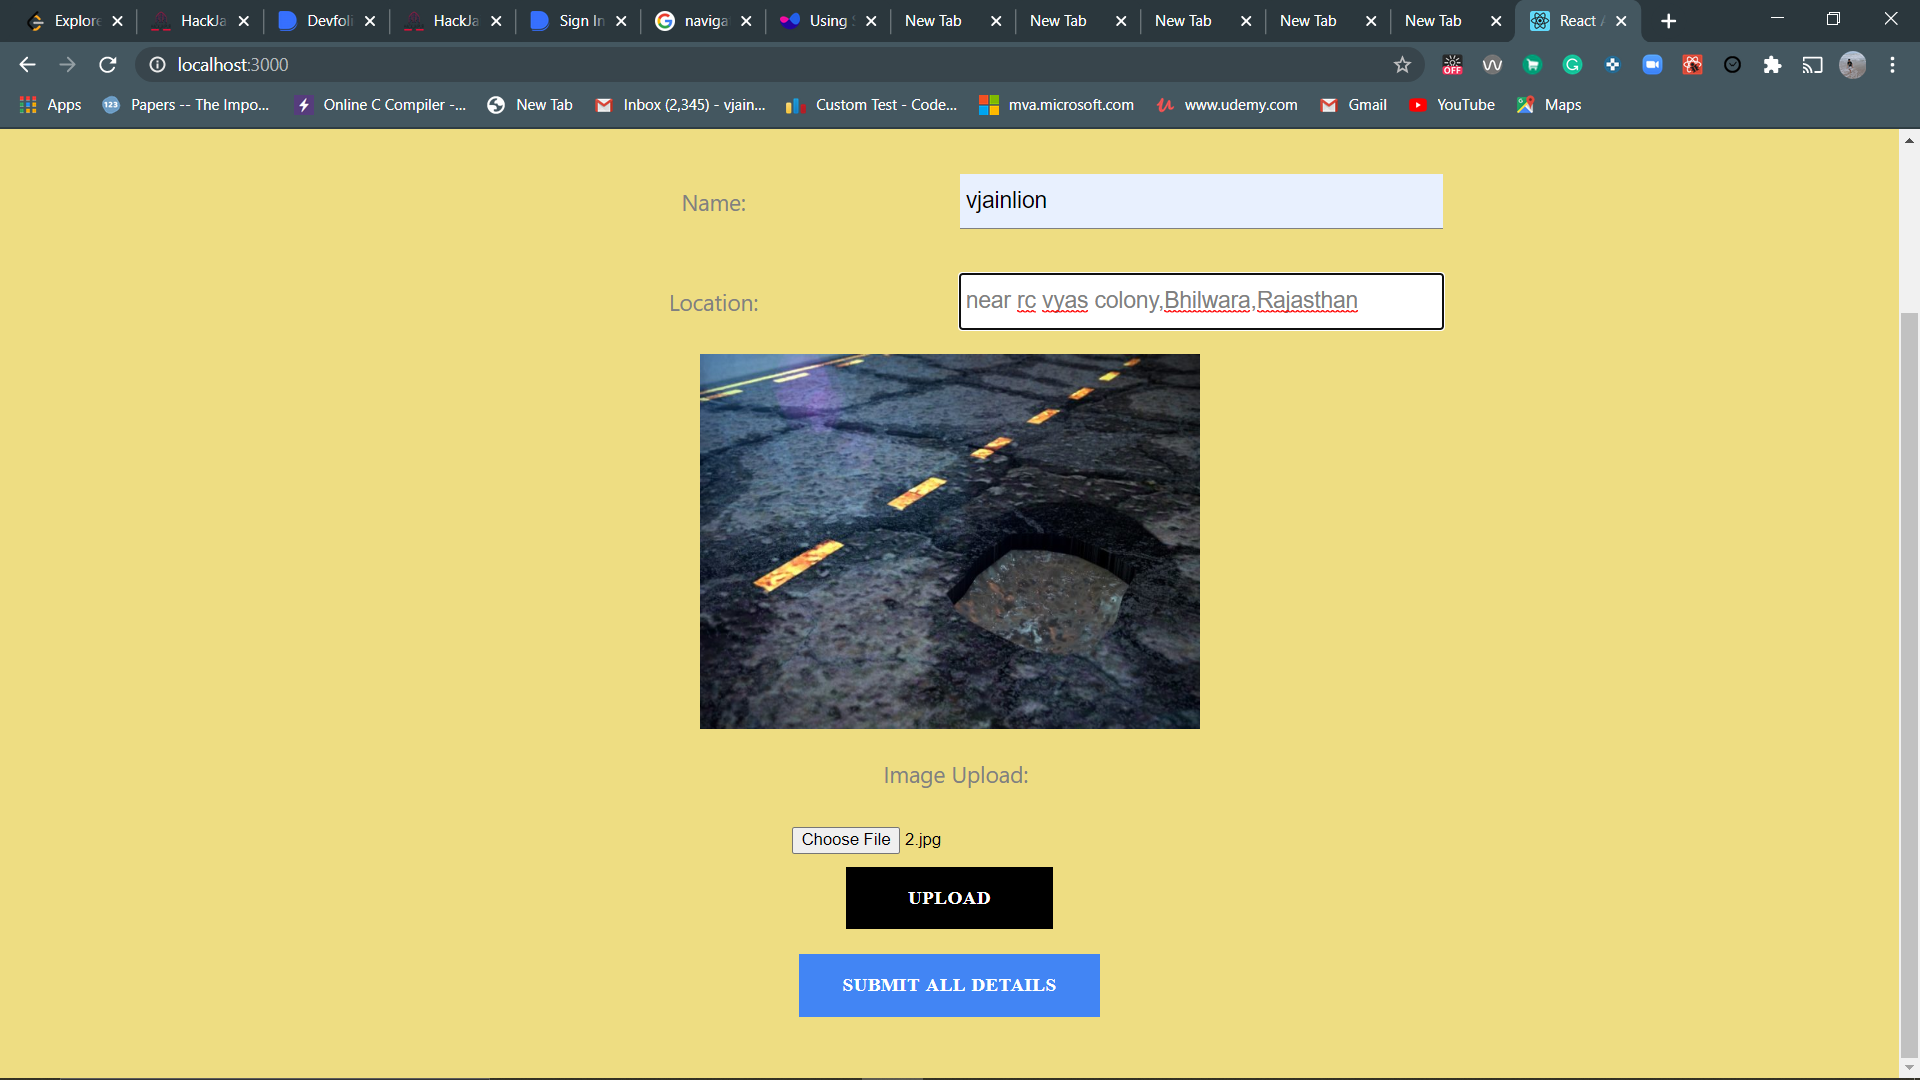 Explore HackJa Devfoli HackJa Sign In naviga Using New Tab New Tab New Tab New Tab New Tab React
localhost:3000 OFF
Apps 123 Papers -- The Impo... Online C Compiler -... New Tab Inbox (2,345) - vjain... Custom Test - Code... mva.microsoft.com www.udemy.com Gmail YouTube Maps
Name: vjainlion
Location: near rc vyas colony,Bhilwara,Rajasthan
Image Upload:
Choose File 2.jpg
UPLOAD
SUBMIT ALL DETAILS